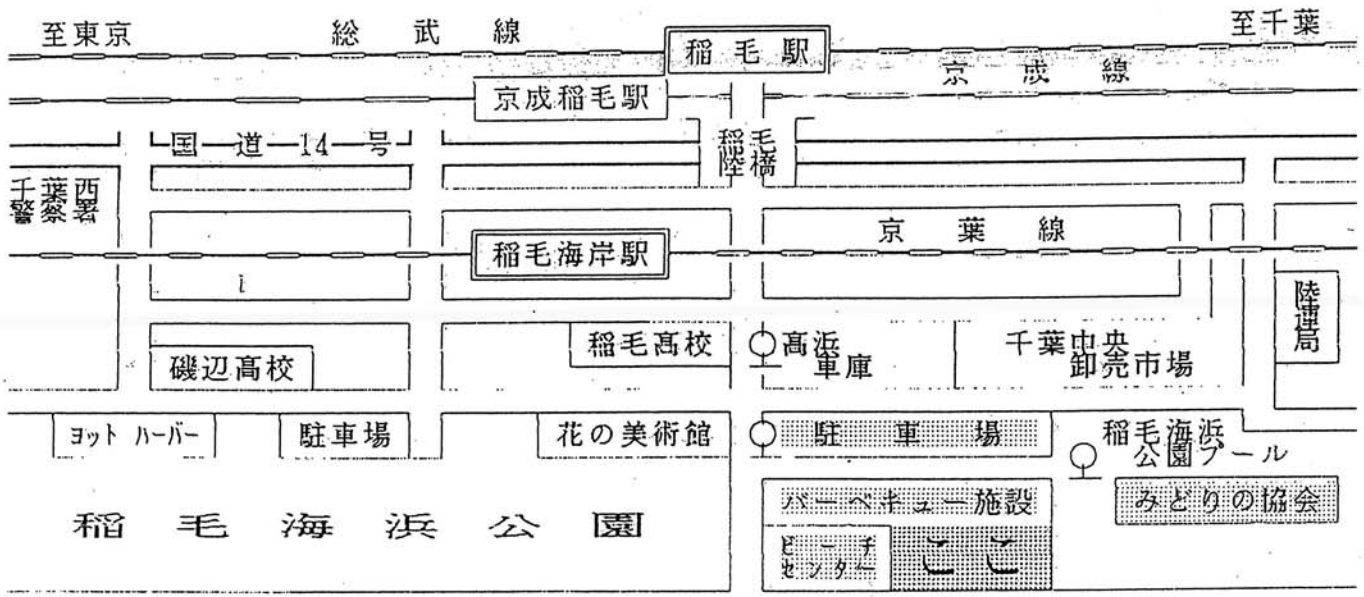 至東京
総武線
稲毛駅
至千葉
京成稲毛駅
京成線
国道14号
稲毛
陸橋
千葉西
警察署
稲毛海岸駅
京葉線
陸運局
磯辺高校
稲毛高校
高浜
車庫
千葉中央
卸売市場
ヨット ハーバー
駐車場
花の美術館
駐車場
稲毛海浜
公園プール
稲毛海浜公園
バーベキュー施設
みどりの協会
ビーチ
センター
ここ